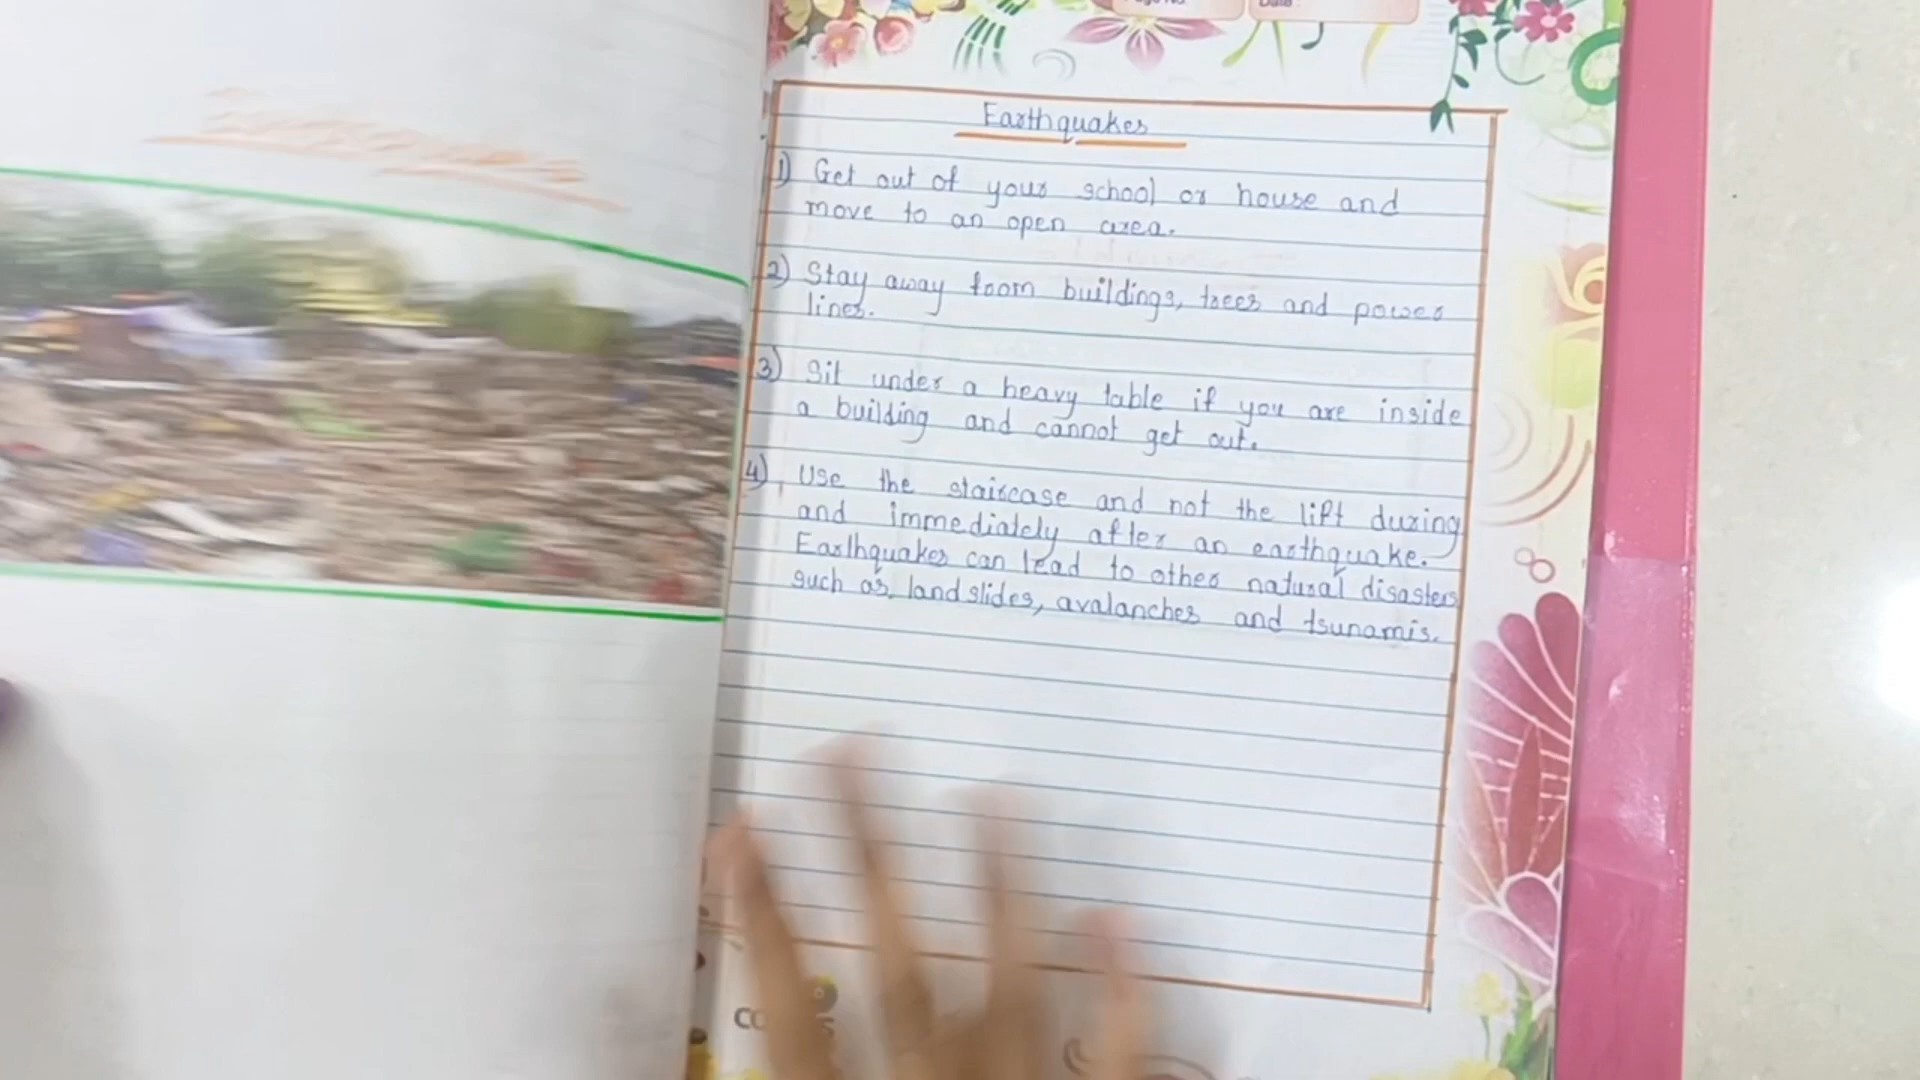 Earthquakes
1) Get out of your school or house and
move to an open area.
2) Stay away from buildings, trees and power
lines.
3) Sit under a heavy table if you are inside
a building and cannot get out.
4) Use the staircase and not the lift during
and immediately after an earthquake.
Earthquakes can lead to other natural disasters
such as, landslides, avalanches and tsunamis.